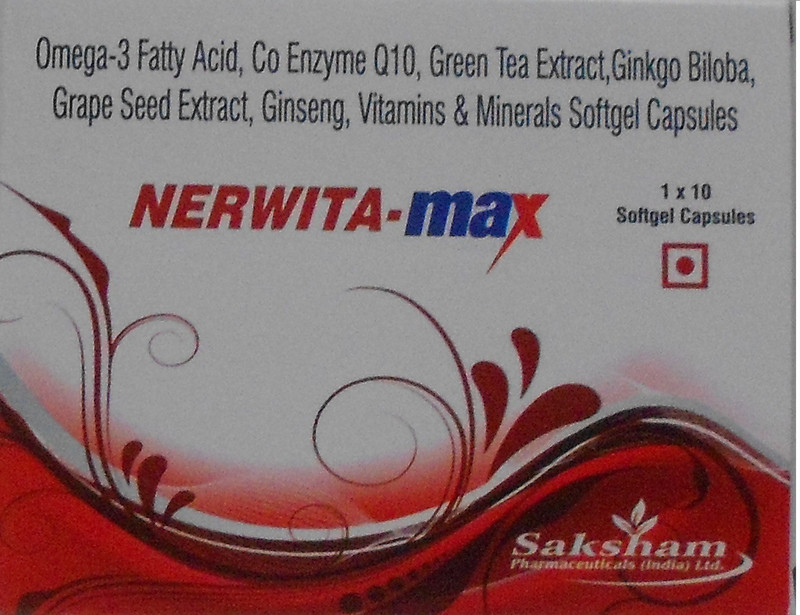 Omega-3 Fatty Acid, Co Enzyme Q10, Green Tea Extract,Ginkgo Biloba,
Grape Seed Extract, Ginseng, Vitamins & Minerals Softgel Capsules
NERWITA-max
1 x 10
Softgel Capsules
Saksham
Pharmaceuticals (India) Ltd.